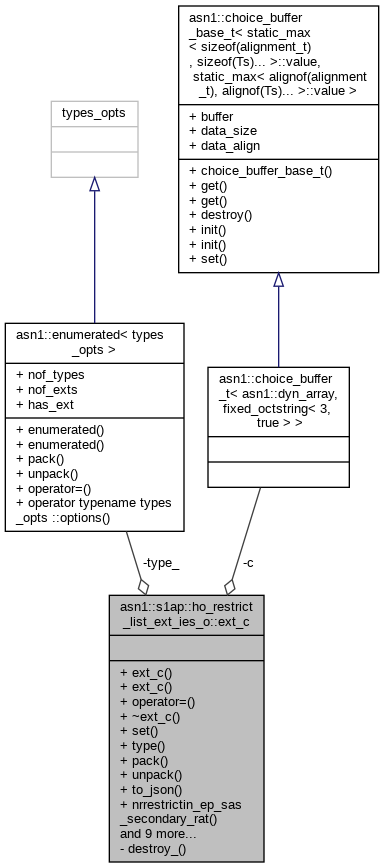 asn1::choice_buffer
_base_t< static_max
< sizeof(alignment_t)
, sizeof(Ts)... >::value,
static_max< alignof(alignment
_t), alignof(Ts)... >::value >
+ buffer
+ data_size
+ data_align
+ choice_buffer_base_t()
+ get()
+ get()
+ destroy()
+ init()
+ init()
+ set()
types_opts
asn1::enumerated< types
_opts >
+ nof_types
+ nof_exts
+ has_ext
+ enumerated()
+ enumerated()
+ pack()
+ unpack()
+ operator=()
+ operator typename types
_opts ::options()
asn1::choice_buffer
_t< asn1::dyn_array,
fixed_octstring< 3,
true > >
-type_
-c
asn1::s1ap::ho_restrict
_list_ext_ies_o::ext_c
+ ext_c()
+ ext_c()
+ operator=()
+ ~ext_c()
+ set()
+ type()
+ pack()
+ unpack()
+ to_json()
+ nrrestrictin_ep_sas
_secondary_rat()
and 9 more...
- destroy_()